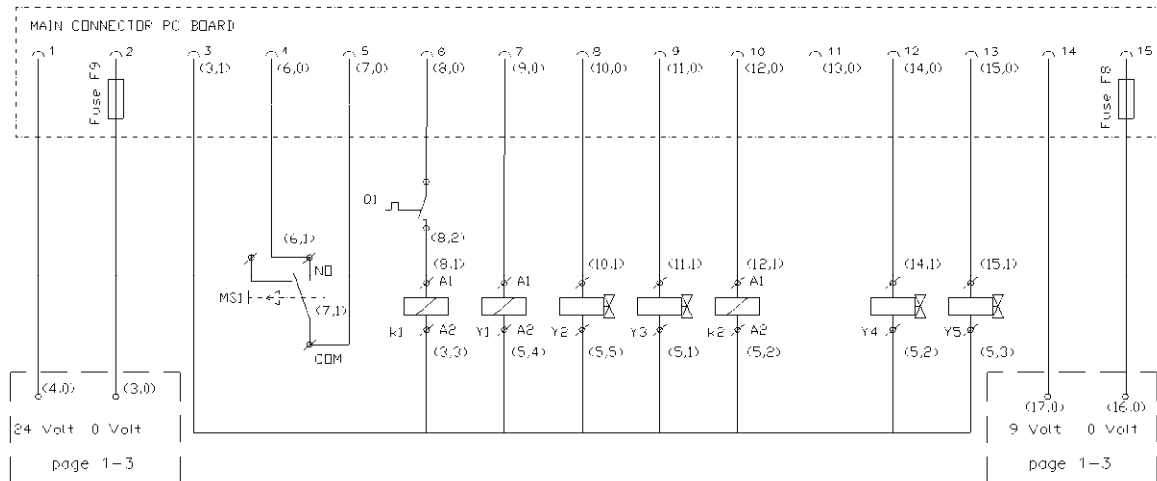 MAIN CONNECTOR PC BOARD
1 2 3 4 5 6 7 8 9 10 11 12 13 14 15
(3,1) (6,0) (7,0) (8,0) (9,0) (10,0) (11,0) (12,0) (13,0) (14,0) (15,0)
Fuse F9
Fuse F8
Q1
(6,1) (8,2)
(8,1) (10,1) (11,1) (12,1) (14,1) (15,1)
NO A1 A1 A1
MS1 (7,1)
k1 A2 Y1 A2 Y2 Y3 k2 A2 Y4 Y5
COM (3,3) (5,4) (5,5) (5,1) (5,2) (5,2) (5,3)
(4,0) (3,0) (17,0) (16,0)
24 Volt 0 Volt 9 Volt 0 Volt
page 1-3 page 1-3